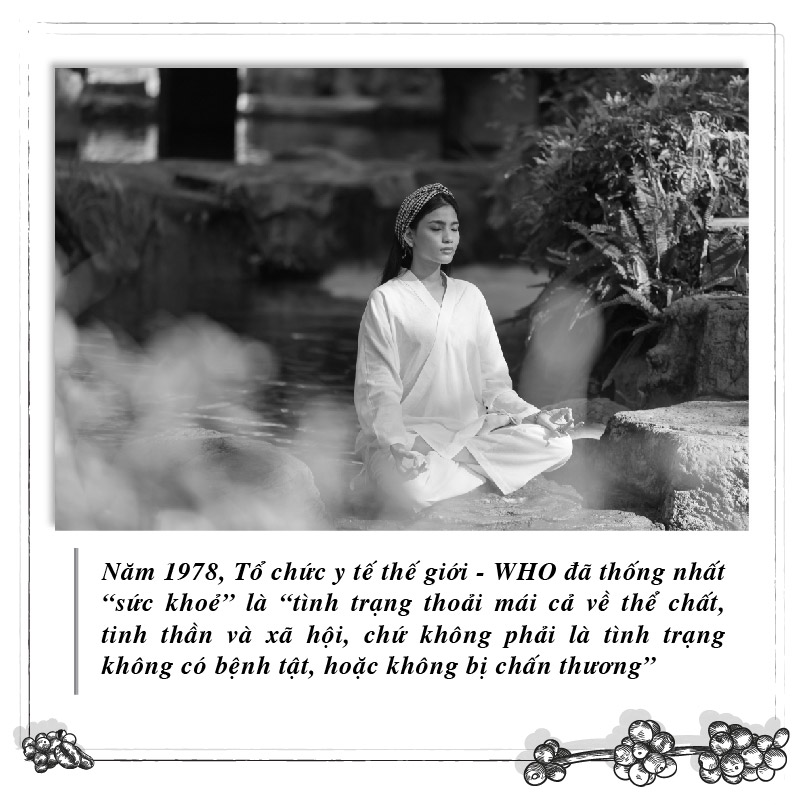 Năm 1978, Tổ chức y tế thế giới - WHO đã thống nhất
“sức khoẻ” là “tình trạng thoải mái cả về thể chất,
tinh thần và xã hội, chứ không phải là tình trạng
không có bệnh tật, hoặc không bị chấn thương”